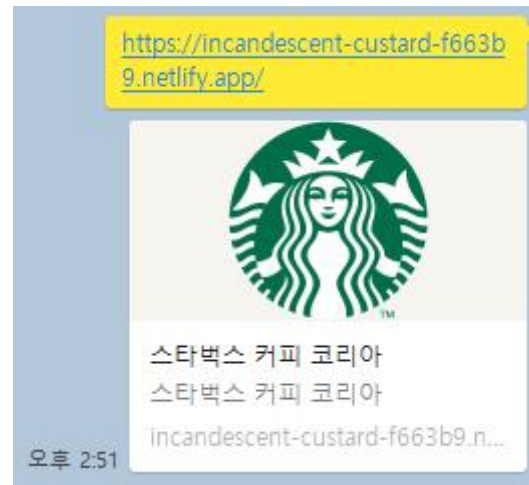 https://incandescent-custard-f663b
9.netlify.app/
TM
스타벅스 커피 코리아
스타벅스 커피 코리아
incandescent-custard-f663b9.n...
오후 2:51